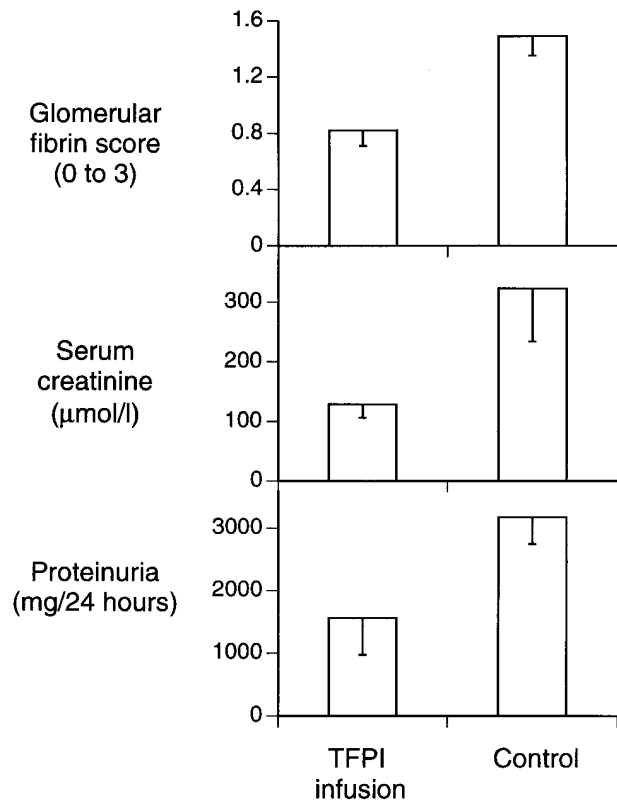 Glomerular
fibrin score
(0 to 3)
1.6
1.2
0.8
0.4
0
Serum
creatinine
(μmol/l)
300
200
100
0
Proteinuria
(mg/24 hours)
3000
2000
1000
0
TFPI
infusion
Control